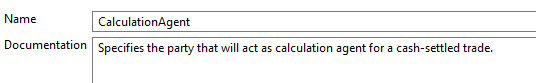 Name CalculationAgent
Documentation Specifies the party that will act as calculation agent for a cash-settled trade.